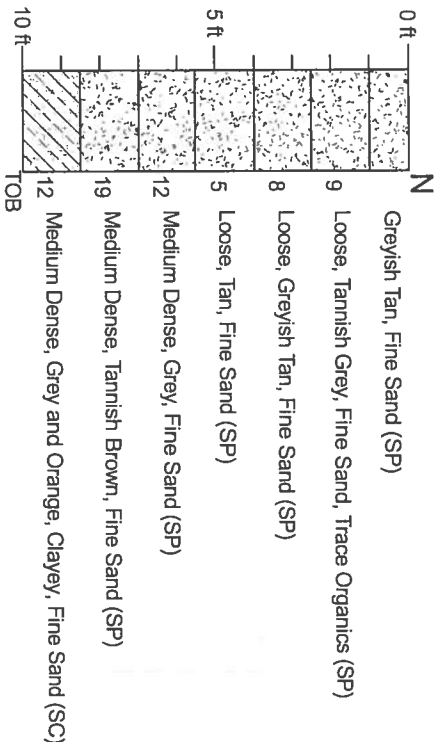 0 ft
N
Greyish Tan, Fine Sand (SP)
9 Loose, Tannish Grey, Fine Sand, Trace Organics (SP)
8 Loose, Greyish Tan, Fine Sand (SP)
5 ft
5 Loose, Tan, Fine Sand (SP)
12 Medium Dense, Grey, Fine Sand (SP)
19 Medium Dense, Tannish Brown, Fine Sand (SP)
12 Medium Dense, Grey and Orange, Clayey, Fine Sand (SC)
10 ft
TOB